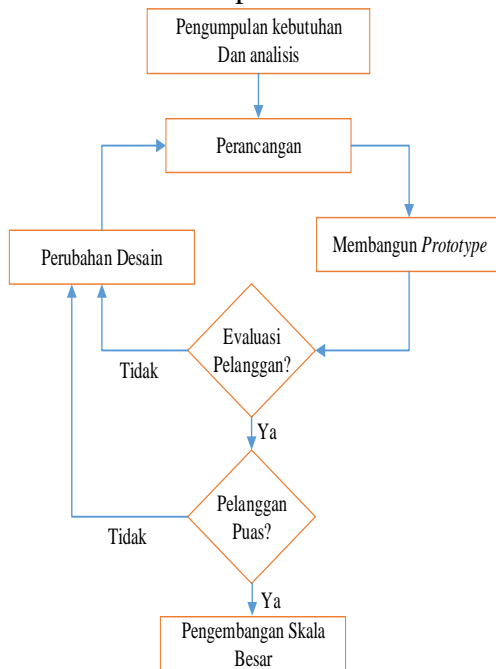 Pengumpulan kebutuhan
Dan analisis
Perancangan
Perubahan Desain
Membangun Prototype
Evaluasi
Pelanggan?
Tidak
Ya
Pelanggan
Puas?
Tidak
Ya
Pengembangan Skala
Besar